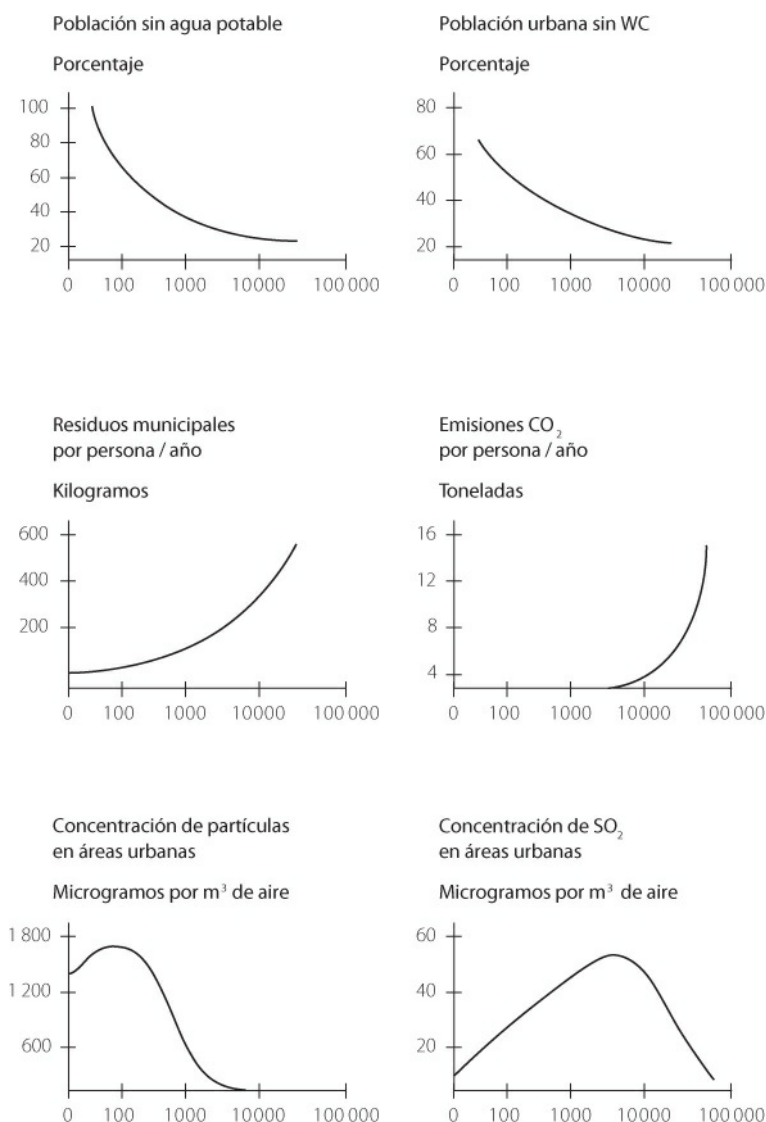 Población sin agua potable
Porcentaje
100
80
60
40
20
0 100 1000 10000 100 000
Población urbana sin WC
Porcentaje
80
60
40
20
0 100 1000 10000 100 000
Residuos municipales
por persona / año
Kilogramos
600
400
200
0 100 1000 10000 100 000
Emisiones CO₂
por persona / año
Toneladas
16
12
8
4
0 100 1000 10000 100 000
Concentración de partículas
en áreas urbanas
Microgramos por m³ de aire
1 800
1 200
600
0 100 1000 10000 100 000
Concentración de SO₂
en áreas urbanas
Microgramos por m³ de aire
60
40
20
0 100 1000 10000 100 000